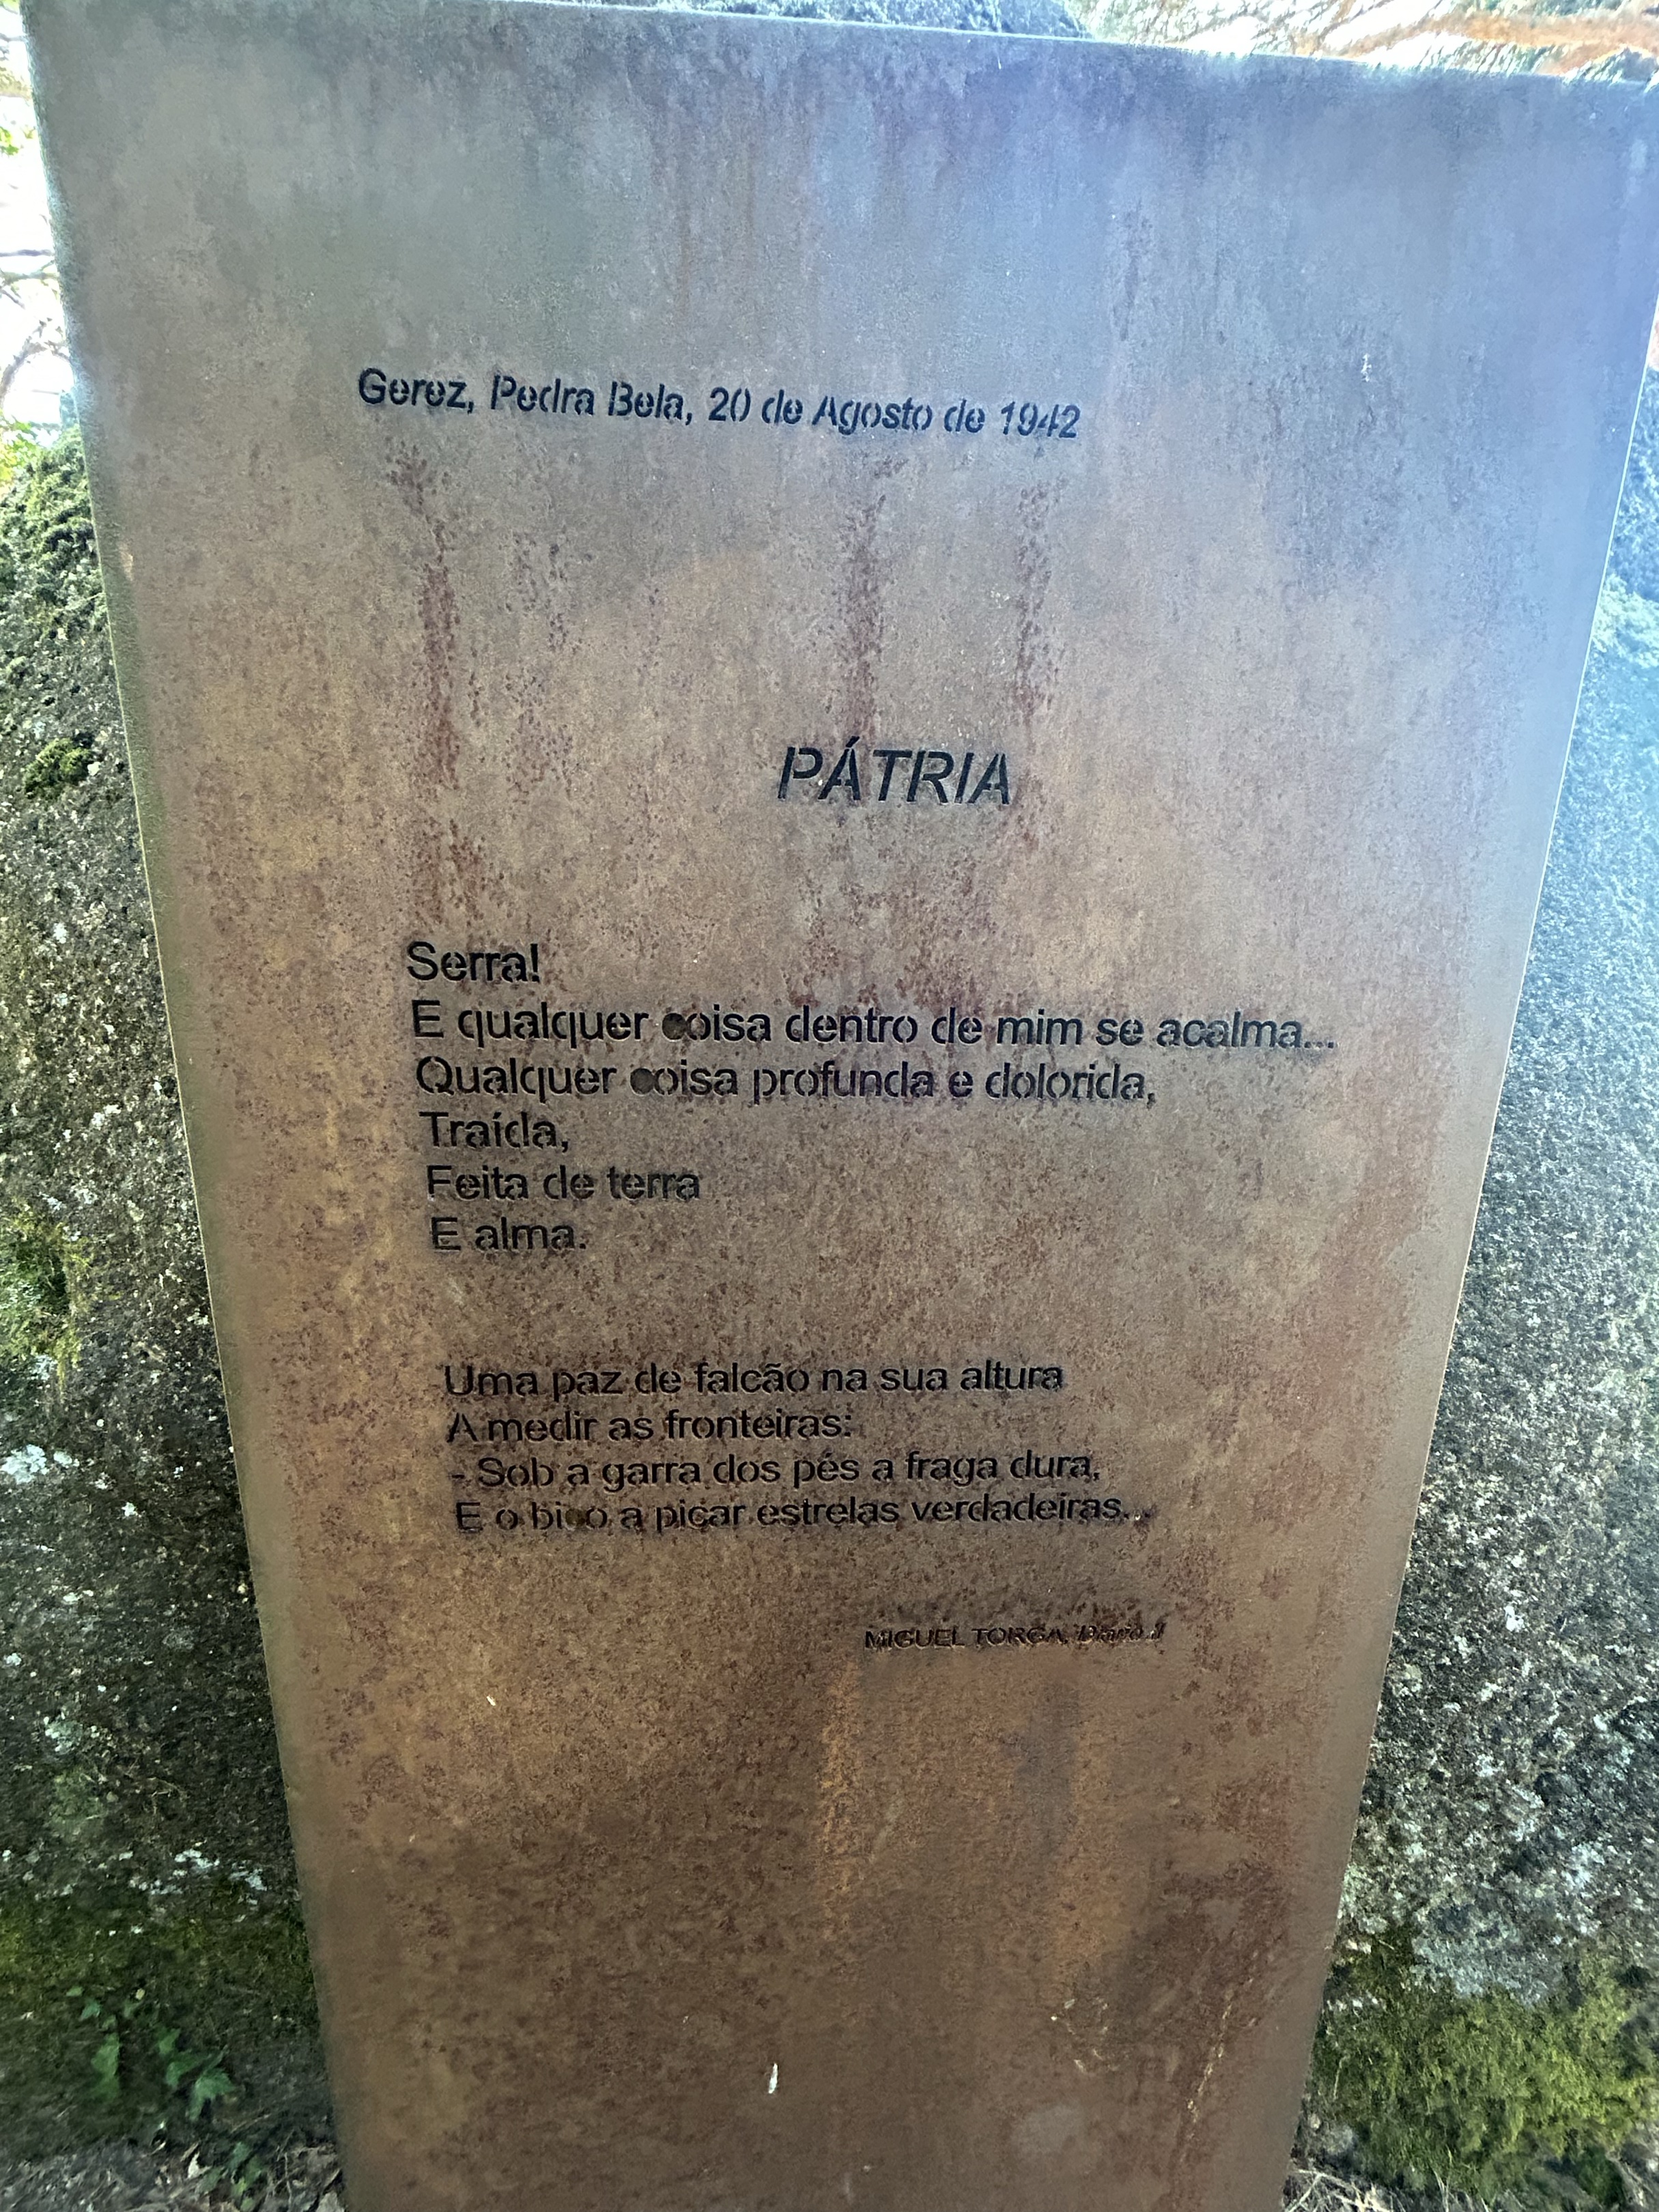 Gerez, Pedra Bela, 20 de Agosto de 1942
PÁTRIA
Serra!
E qualquer coisa dentro de mim se acalma...
Qualquer coisa profunda e dolorida,
Traída,
Feita de terra
E alma.
Uma paz de falcão na sua altura
A medir as fronteiras:
- Sob a garra dos pés a fraga dura,
E o bico a picar estrelas verdadeiras...
MIGUEL TORGA, Diário